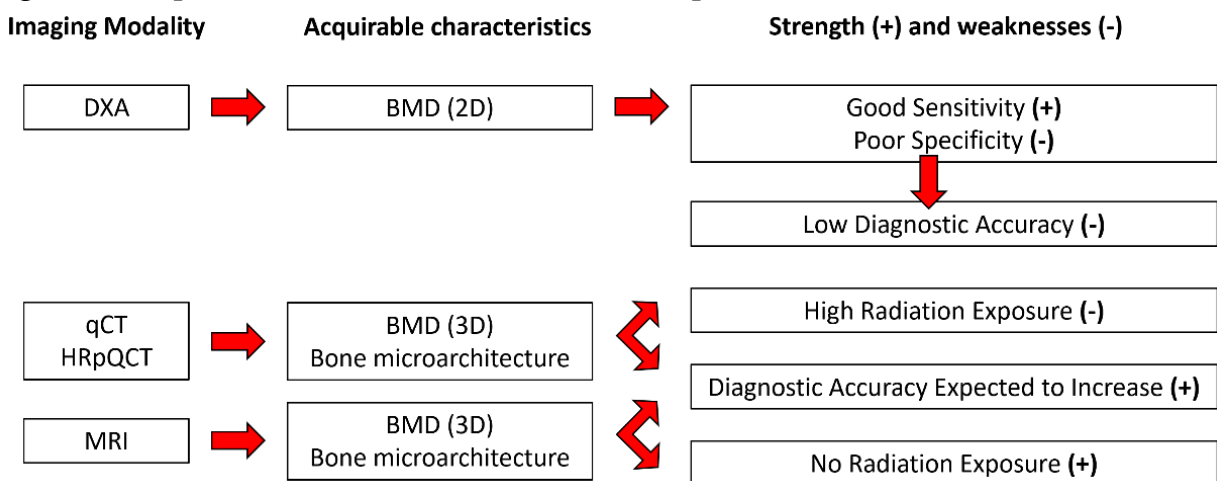 Imaging Modality
Acquirable characteristics
Strength (+) and weaknesses (-)
DXA
BMD (2D)
Good Sensitivity (+)
Poor Specificity (-)
Low Diagnostic Accuracy (-)
qCT
HRpQCT
BMD (3D)
Bone microarchitecture
High Radiation Exposure (-)
Diagnostic Accuracy Expected to Increase (+)
MRI
BMD (3D)
Bone microarchitecture
No Radiation Exposure (+)